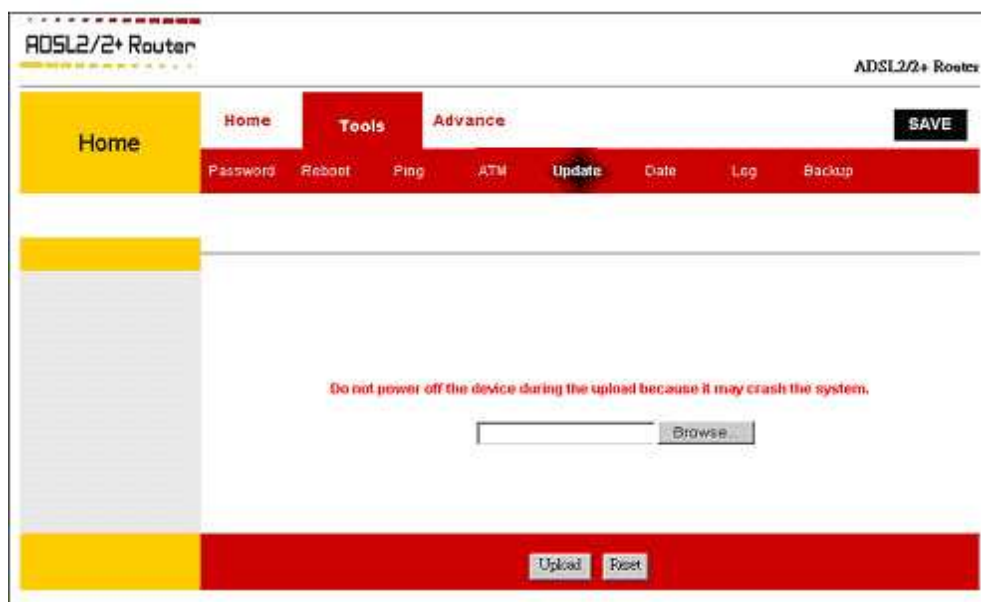 ADSL2/2+ Router
ADSL2/2+ Router
Home
Home Tools Advance
SAVE
Password Reboot Ping ATM Update Date Log Backup
Do not power off the device during the upload because it may crash the system.
Browse...
Upload Reset